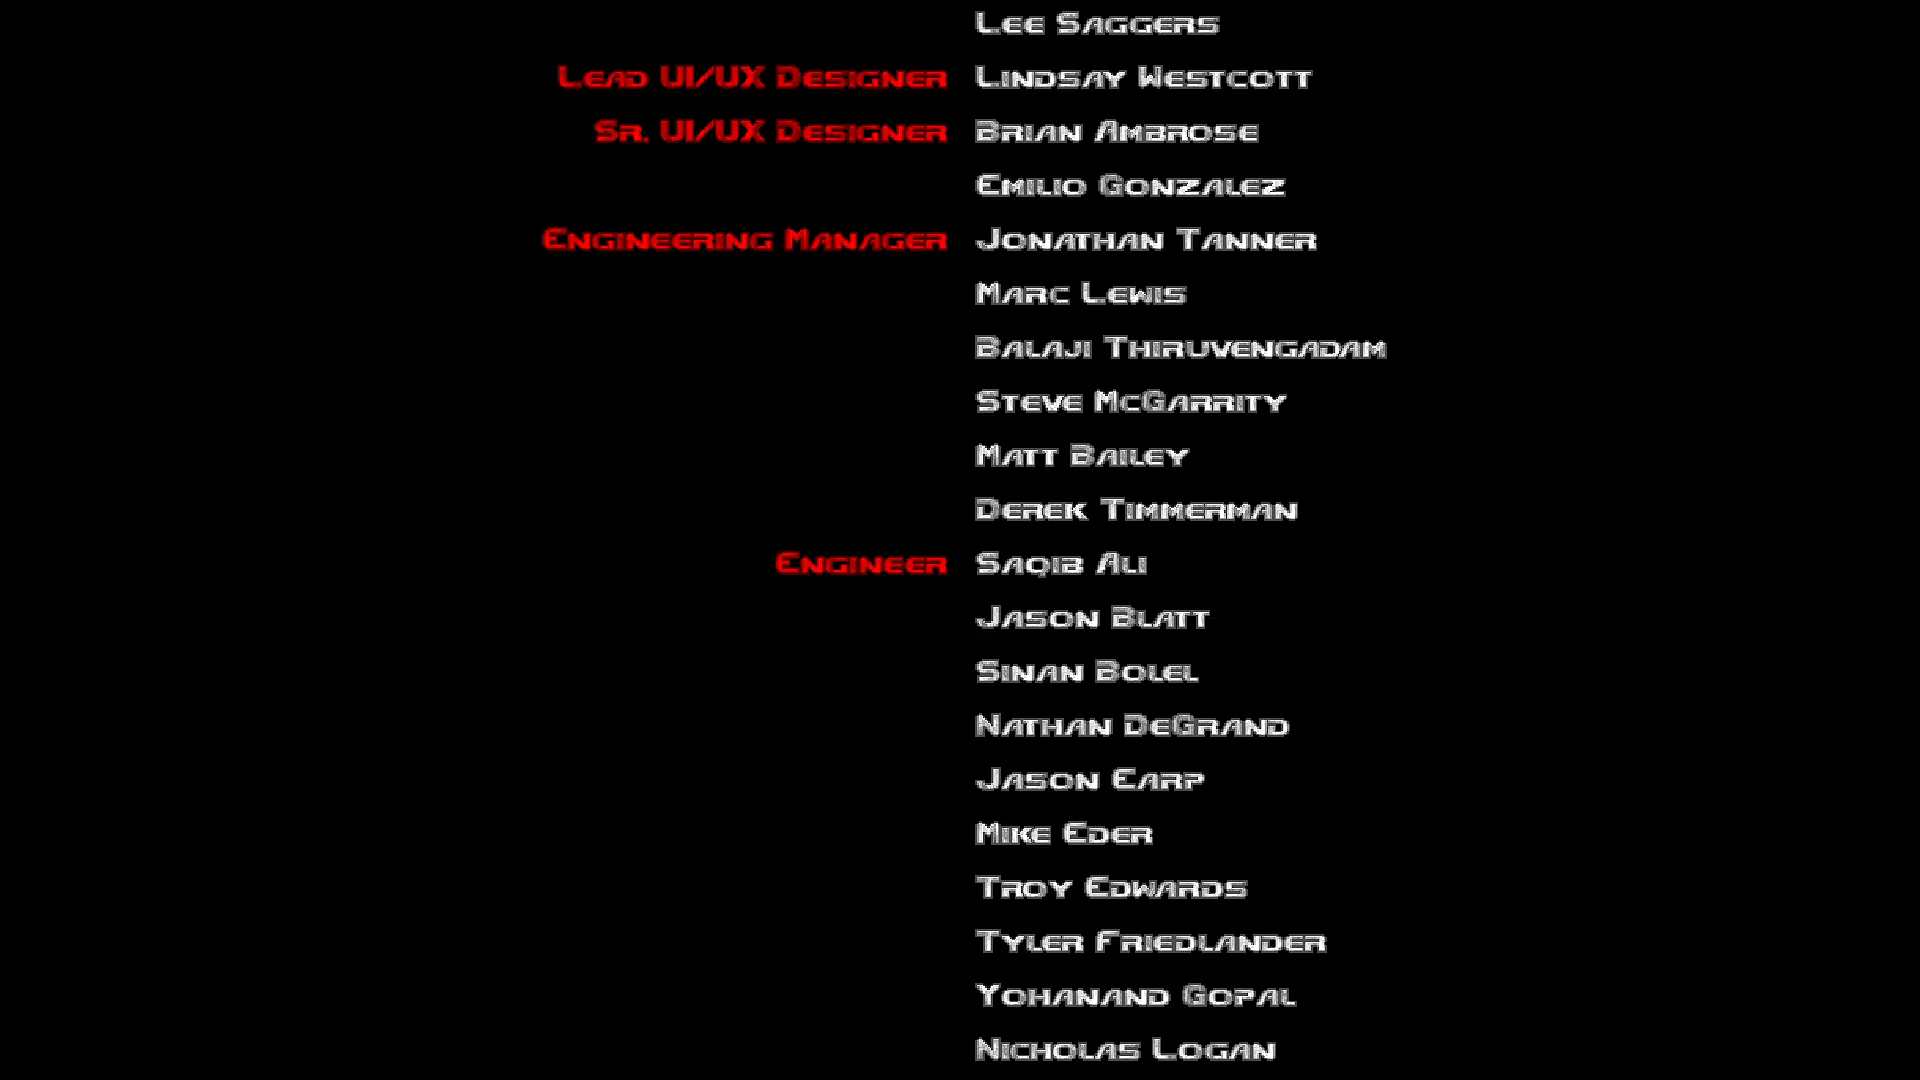 Lee Saggers
Lead UI/UX Designer Lindsay Westcott
Sr. UI/UX Designer Brian Ambrose
Emilio Gonzalez
Engineering Manager Jonathan Tanner
Marc Lewis
Balaji Thiruvengadam
Steve McGarrity
Matt Bailey
Derek Timmerman
Engineer Saqib Ali
Jason Blatt
Sinan Bolel
Nathan DeGrand
Jason Earp
Mike Eder
Troy Edwards
Tyler Friedlander
Yohanand Gopal
Nicholas Logan